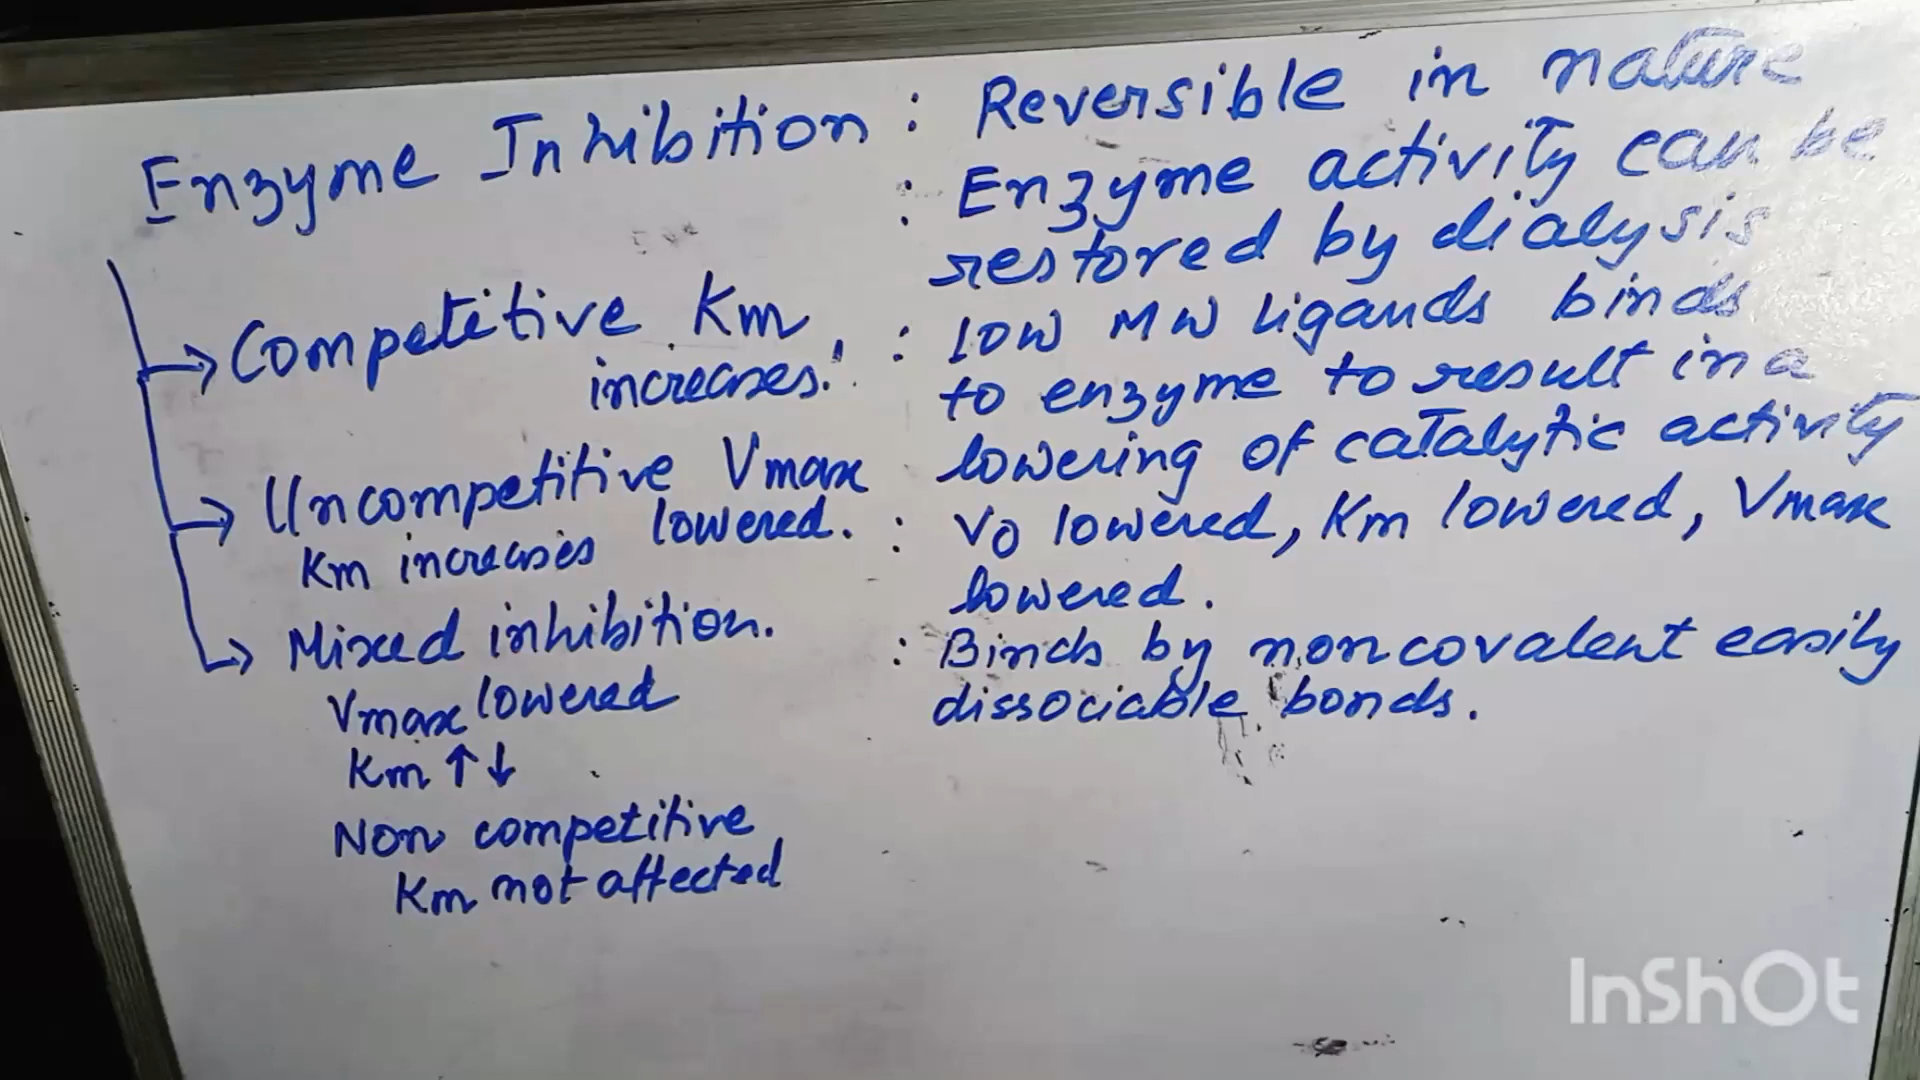 Enzyme Inhibition : Reversible in nature
: Enzyme activity can be
restored by dialysis
→ Competitive Km
increases.
: low MW ligands binds
to enzyme to result in a
lowering of catalytic activity
→ Uncompetitive Vmax
lowered.
Km increases
: V0 lowered, Km lowered, Vmax
lowered.
→ Mixed inhibition.
Vmax lowered
Km ↑↓
Non competitive
Km not affected
: Binds by noncovalent easily
dissociable bonds.
InShOt